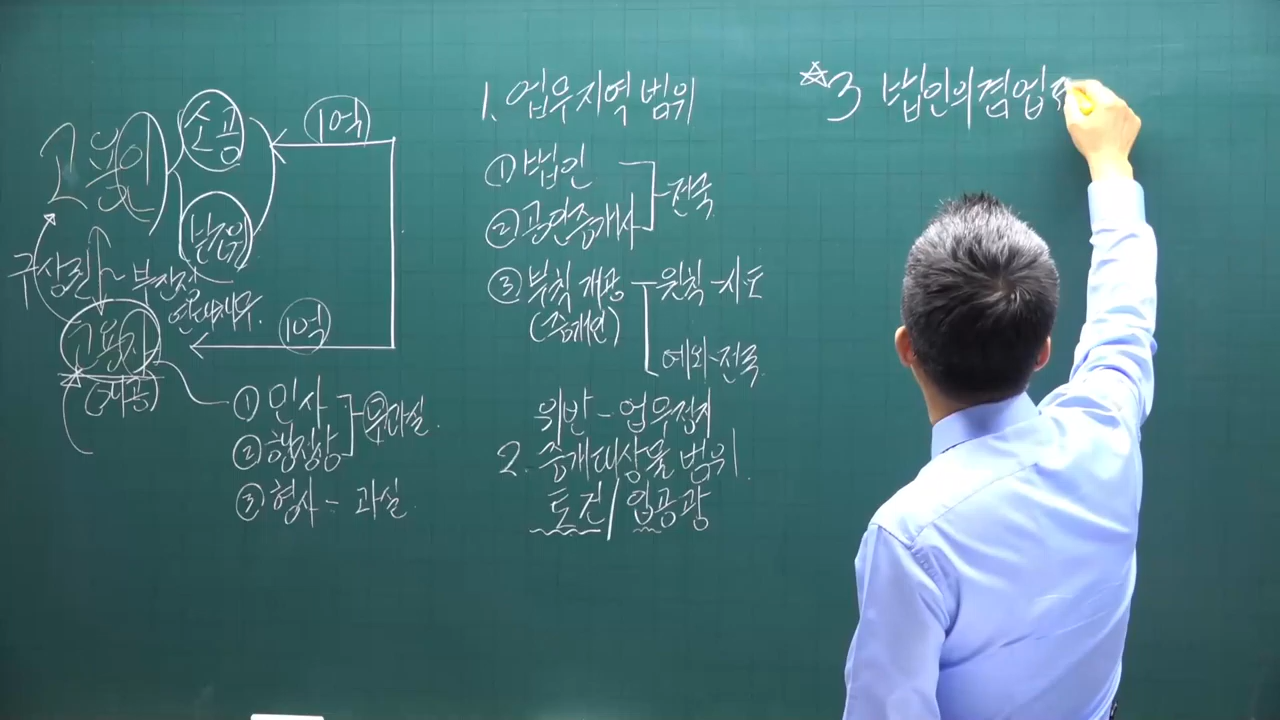 고용인
소공
받위
1억
구상권
부진정
연대채무.
고용자
(개공)
1억
① 민사
② 행정상
무과실.
③ 형사 = 과실.
1. 업무지역 범위
① 법인
② 공인중개사
전국.
③ 부칙 개공
(중개인)
원칙-시·도
예외-전국.
위반 - 업무정지
2. 중개대상물 범위.
토건/입공광
☆3 법인의 겸업